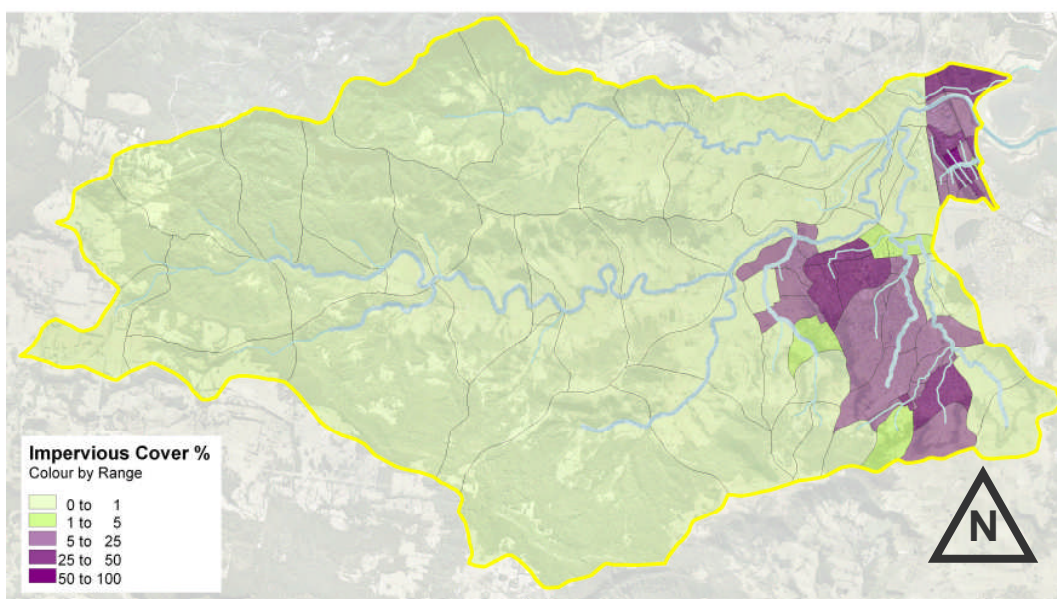 Impervious Cover %
Colour by Range
0 to 1
1 to 5
5 to 25
25 to 50
50 to 100
N